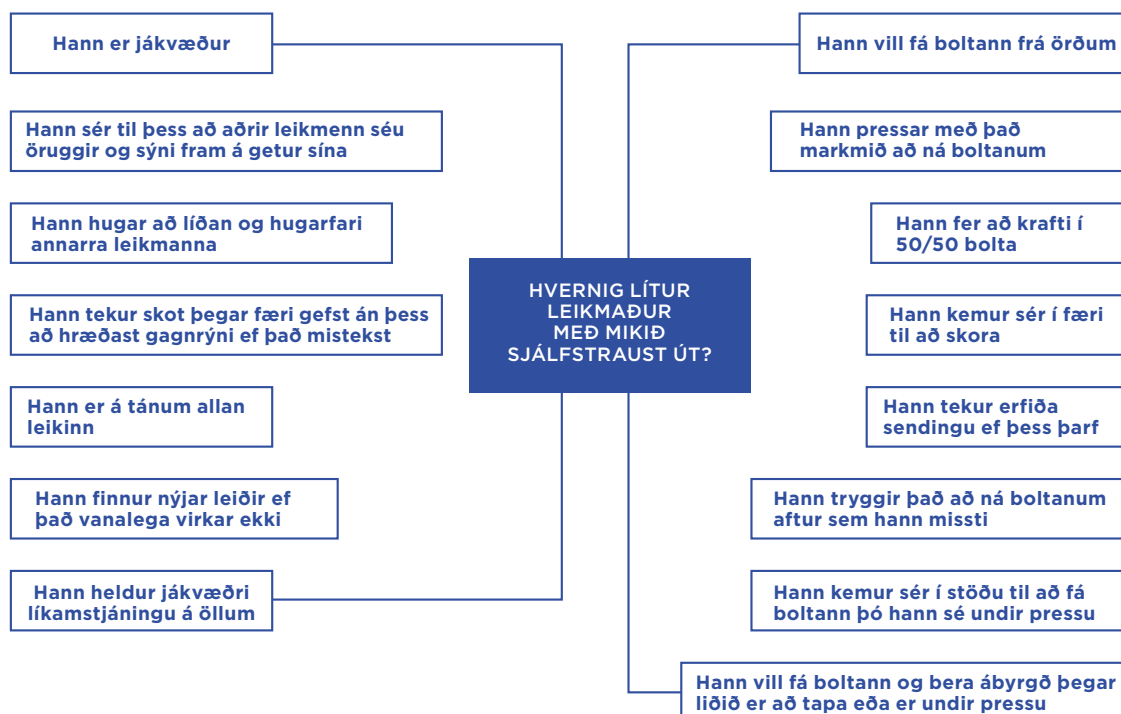 Hann er jákvæður
Hann sér til þess að aðrir leikmenn séu
öruggir og sýni fram á getur sína
Hann hugar að líðan og hugarfari
annarra leikmanna
Hann tekur skot þegar færi gefst án þess
að hræðast gagnrýni ef það mistekst
Hann er á tánum allan
leikinn
Hann finnur nýjar leiðir ef
það vanalega virkar ekki
Hann heldur jákvæðri
líkamstjáningu á öllum
HVERNIG LÍTUR
LEIKMAÐUR
MEÐ MIKIÐ
SJÁLFSTRAUST ÚT?
Hann vill fá boltann frá örðum
Hann pressar með það
markmið að ná boltanum
Hann fer að krafti í
50/50 bolta
Hann kemur sér í færi
til að skora
Hann tekur erfiða
sendingu ef þess þarf
Hann tryggir það að ná boltanum
aftur sem hann missti
Hann kemur sér í stöðu til að fá
boltann þó hann sé undir pressu
Hann vill fá boltann og bera ábyrgð þegar
liðið er að tapa eða er undir pressu